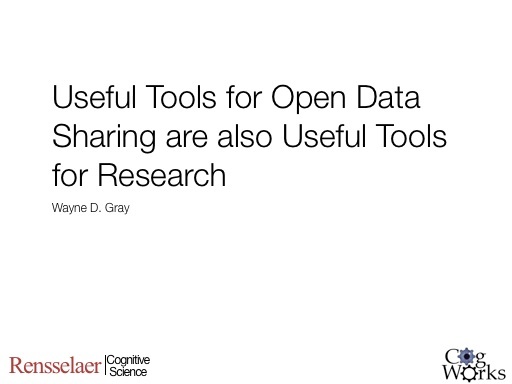 Useful Tools for Open Data
Sharing are also Useful Tools
for Research
Wayne D. Gray
Rensselaer
Cognitive
Science
Cog
Works